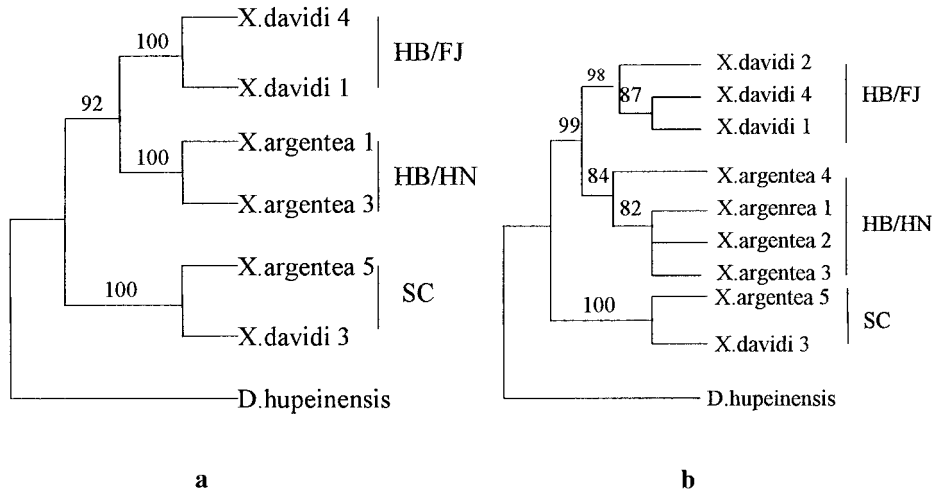 X.davidi 4
100
HB/FJ
X.davidi 1
92
X.argentea 1
100
HB/HN
X.argentea 3
X.argentea 5
100
SC
X.davidi 3
D.hupeinensis
a
X.davidi 2
98
87
X.davidi 4
HB/FJ
X.davidi 1
99
84
X.argentea 4
82
X.argenrea 1
HB/HN
X.argentea 2
X.argentea 3
X.argentea 5
100
SC
X.davidi 3
D.hupeinensis
b